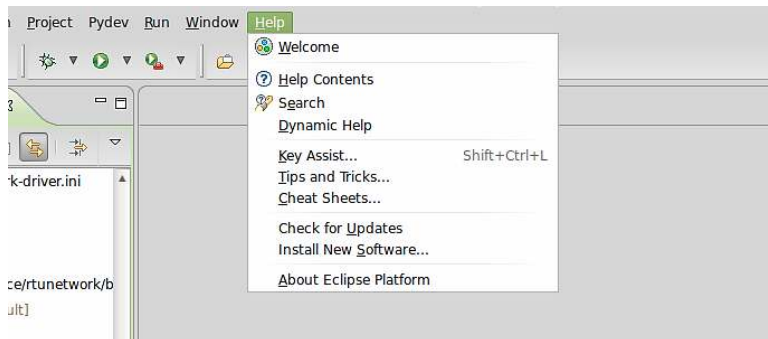 Project Pydev Run Window Help
Welcome
Help Contents
Search
Dynamic Help
Key Assist... Shift+Ctrl+L
Tips and Tricks...
Cheat Sheets...
Check for Updates
Install New Software...
About Eclipse Platform
rk-driver.ini
ce/rtunetwork/b
ult]